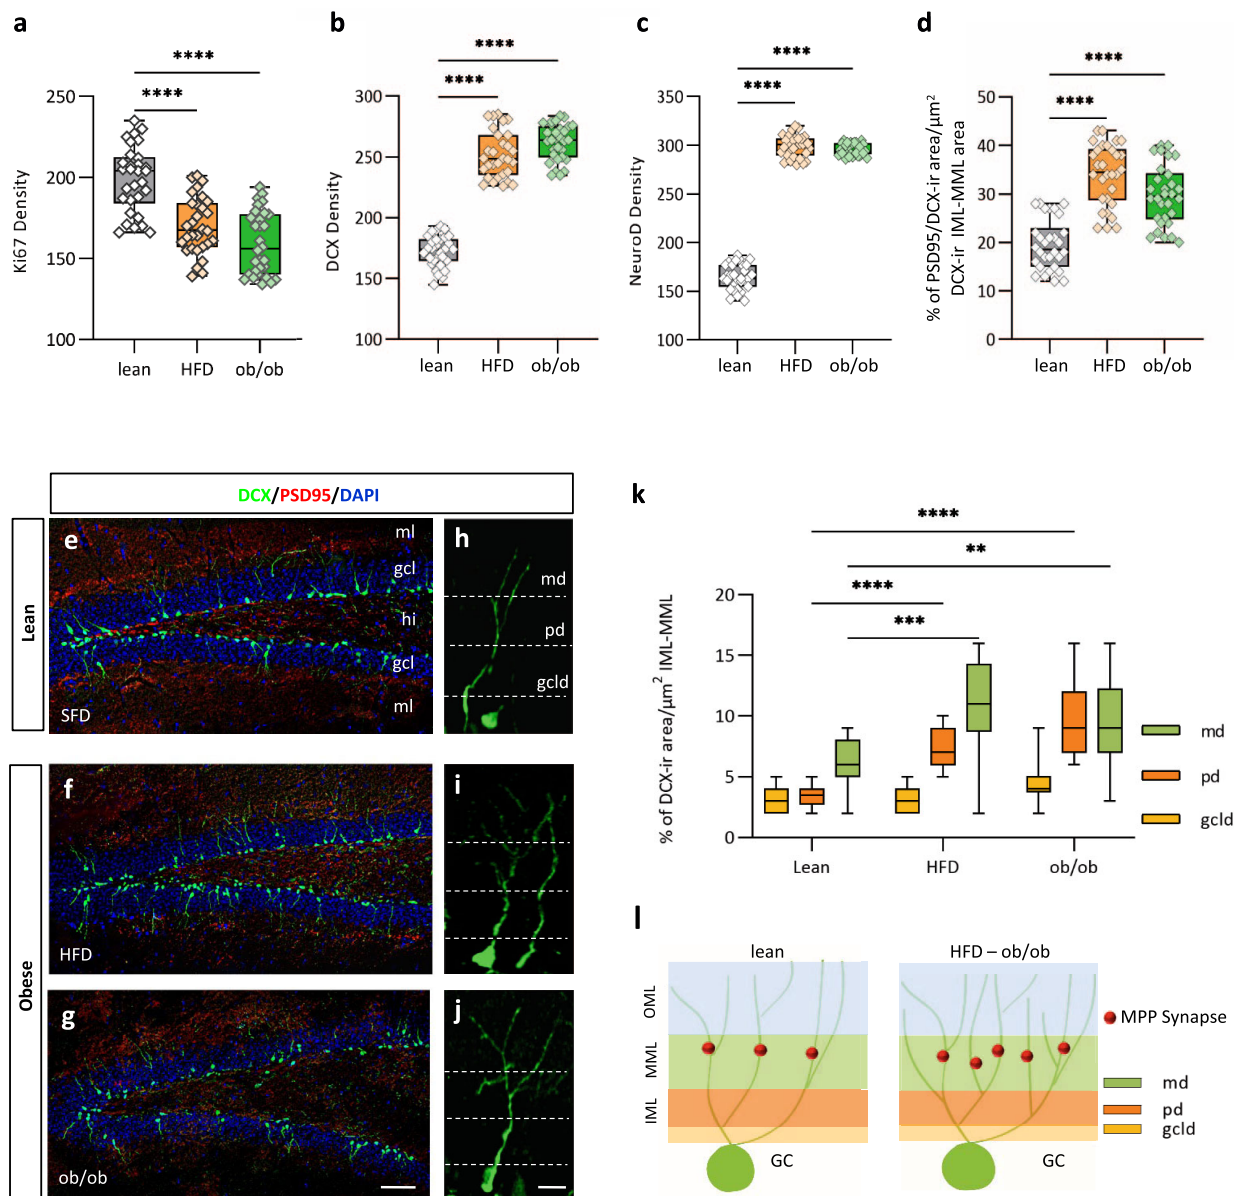 a
****
****
Ki67 Density
250
200
150
100
lean HFD ob/ob
b
****
****
DCX Density
300
250
200
150
100
lean HFD ob/ob
c
****
****
NeuroD Density
350
300
250
200
150
100
lean HFD ob/ob
d
****
****
% of PSD95/DCX-ir area/µm²
DCX-ir IML-MML area
50
40
30
20
10
0
lean HFD ob/ob
DCX/PSD95/DAPI
Lean
e
ml
gcl
hi
gcl
ml
SFD
h
md
pd
gcld
Obese
f
HFD
i
g
ob/ob
j
k
****
**
****
***
% of DCX-ir area/µm² IML-MML
20
15
10
5
0
Lean HFD ob/ob
md
pd
gcld
l
lean
HFD – ob/ob
OML
MML
IML
GC
GC
MPP Synapse
md
pd
gcld